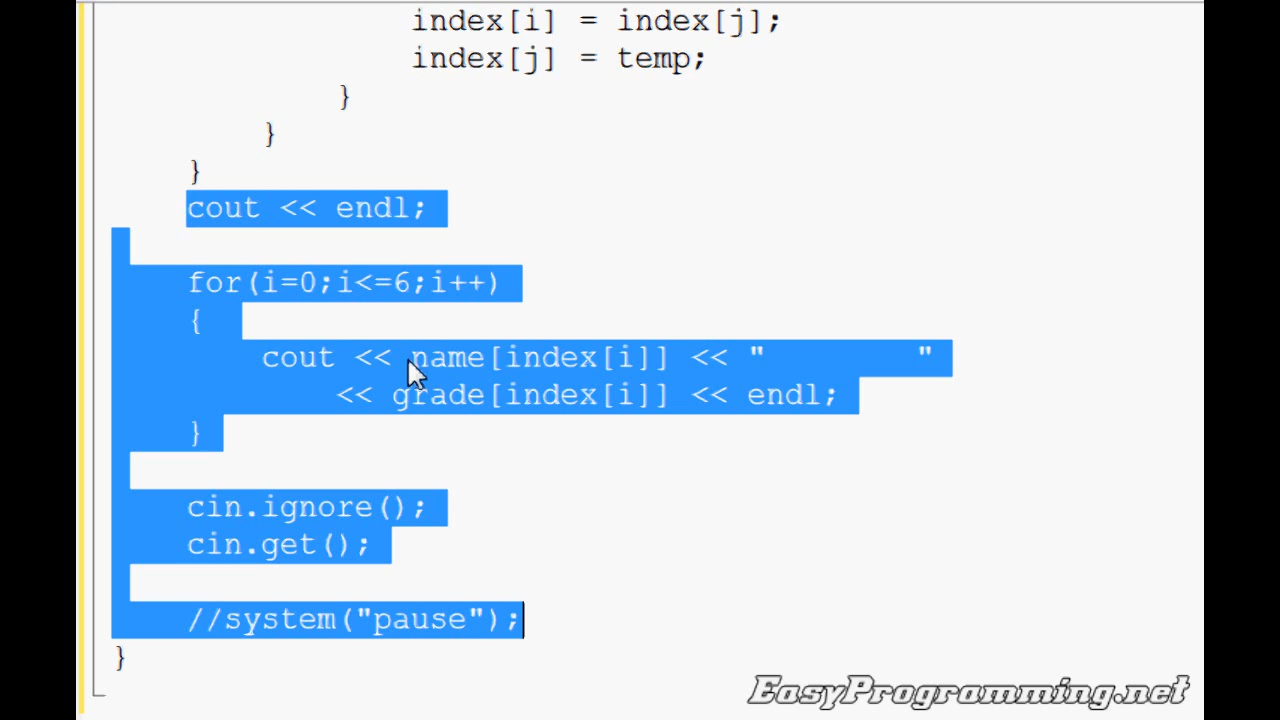 index[i] = index[j];
index[j] = temp;
}
}
}
cout << endl;
for(i=0;i<=6;i++)
{
cout << name[index[i]] << "        "
<< grade[index[i]] << endl;
}
cin.ignore();
cin.get();
//system("pause");
}
EasyProgramming.net